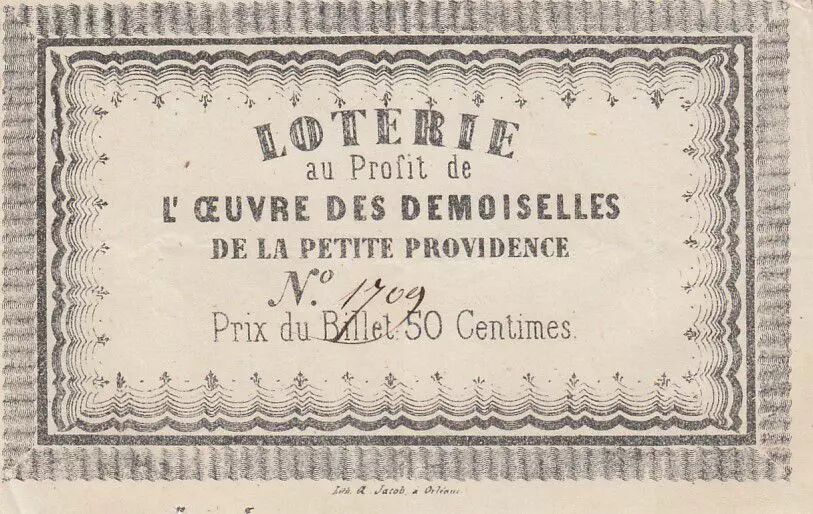 LOTERIE
au Profit de
L'ŒUVRE DES DEMOISELLES
DE LA PETITE PROVIDENCE
N.o 1709
Prix du Billet 50 Centimes.
Lith. A. Jacob, à Orléans.